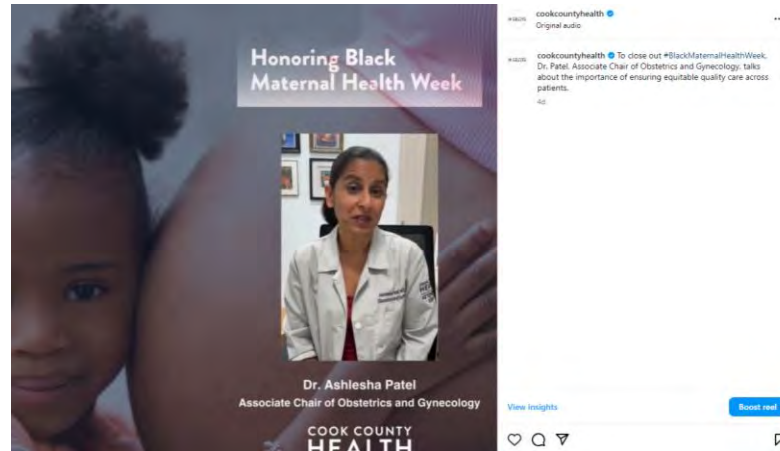 Honoring Black
Maternal Health Week
Dr. Ashlesha Patel
Associate Chair of Obstetrics and Gynecology
COOK COUNTY
HEALTH
cookcountyhealth
Original audio
cookcountyhealth To close out #BlackMaternalHealthWeek,
Dr. Patel, Associate Chair of Obstetrics and Gynecology, talks
about the importance of ensuring equitable quality care across
patients.
4d
View insights
Boost reel